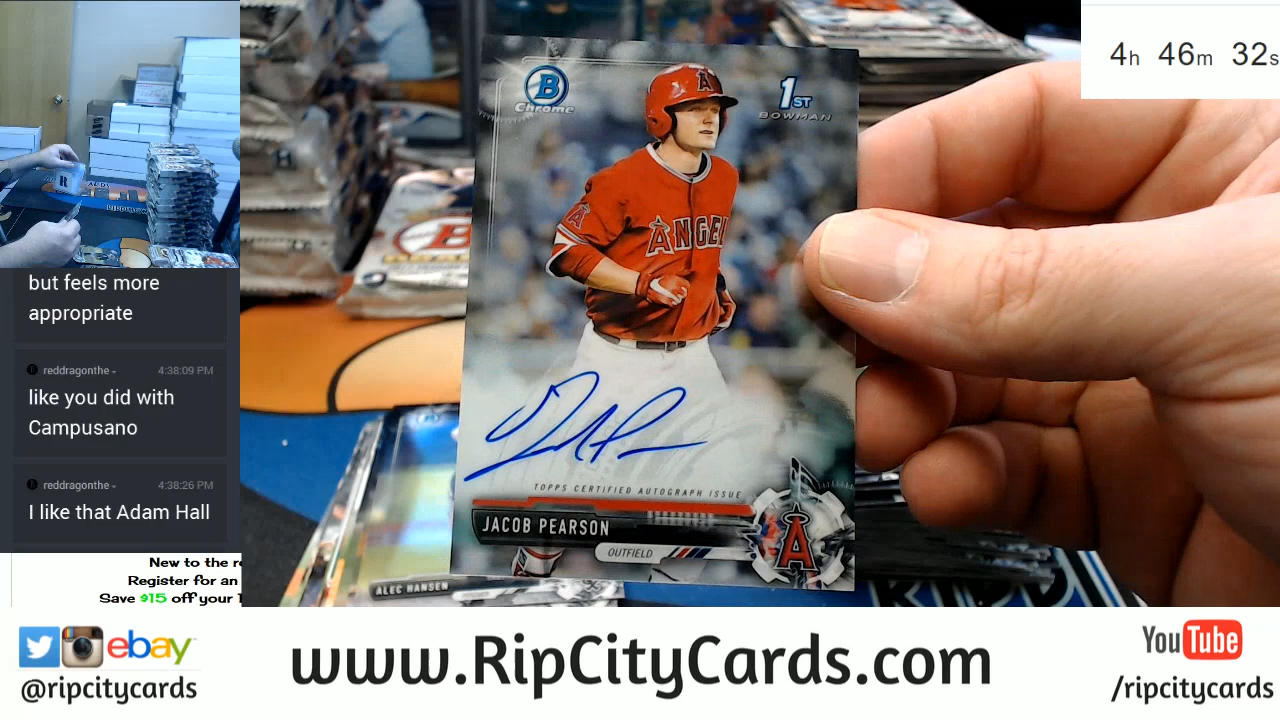 4h 46m 32s
B
Chrome
1ST
BOWMAN
A
ANGEL
TOPPS CERTIFIED AUTOGRAPH ISSUE
JACOB PEARSON
OUTFIELD
A
ALEC HANSEN
R
but feels more
appropriate
reddragonthe
4:38:09 PM
like you did with
Campusano
reddragonthe
4:38:26 PM
I like that Adam Hall
New to the r
Register for an
Save $15 off your 1
ebay
@ripcitycards
www.RipCityCards.com
YouTube
/ripcitycards